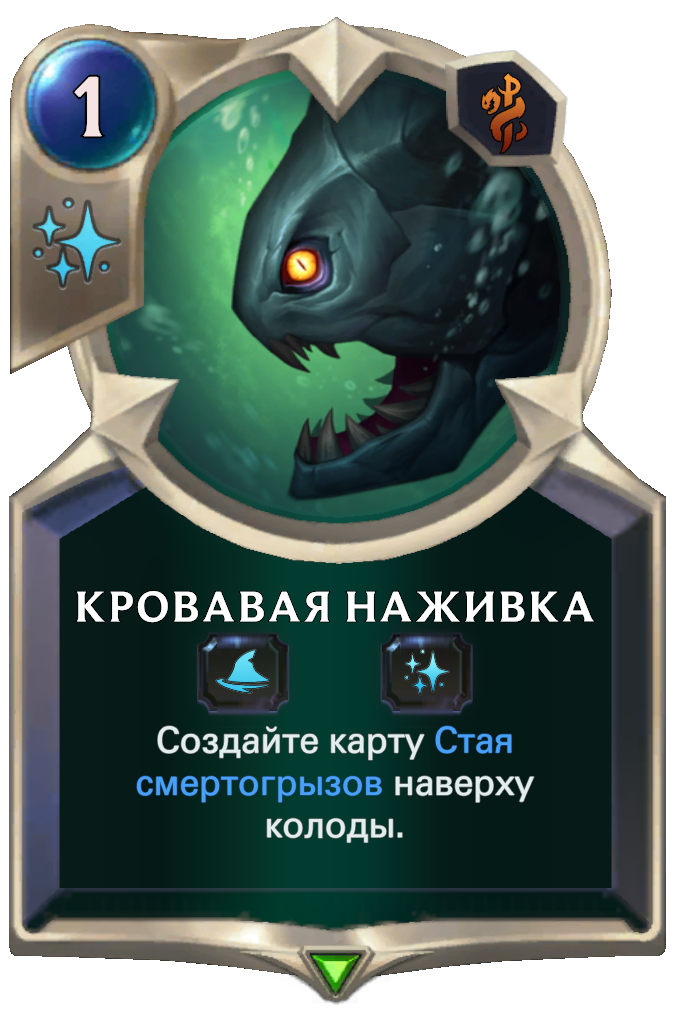 1
КРОВАВАЯ НАЖИВКА
Создайте карту Стая
смертогрызов наверху
колоды.